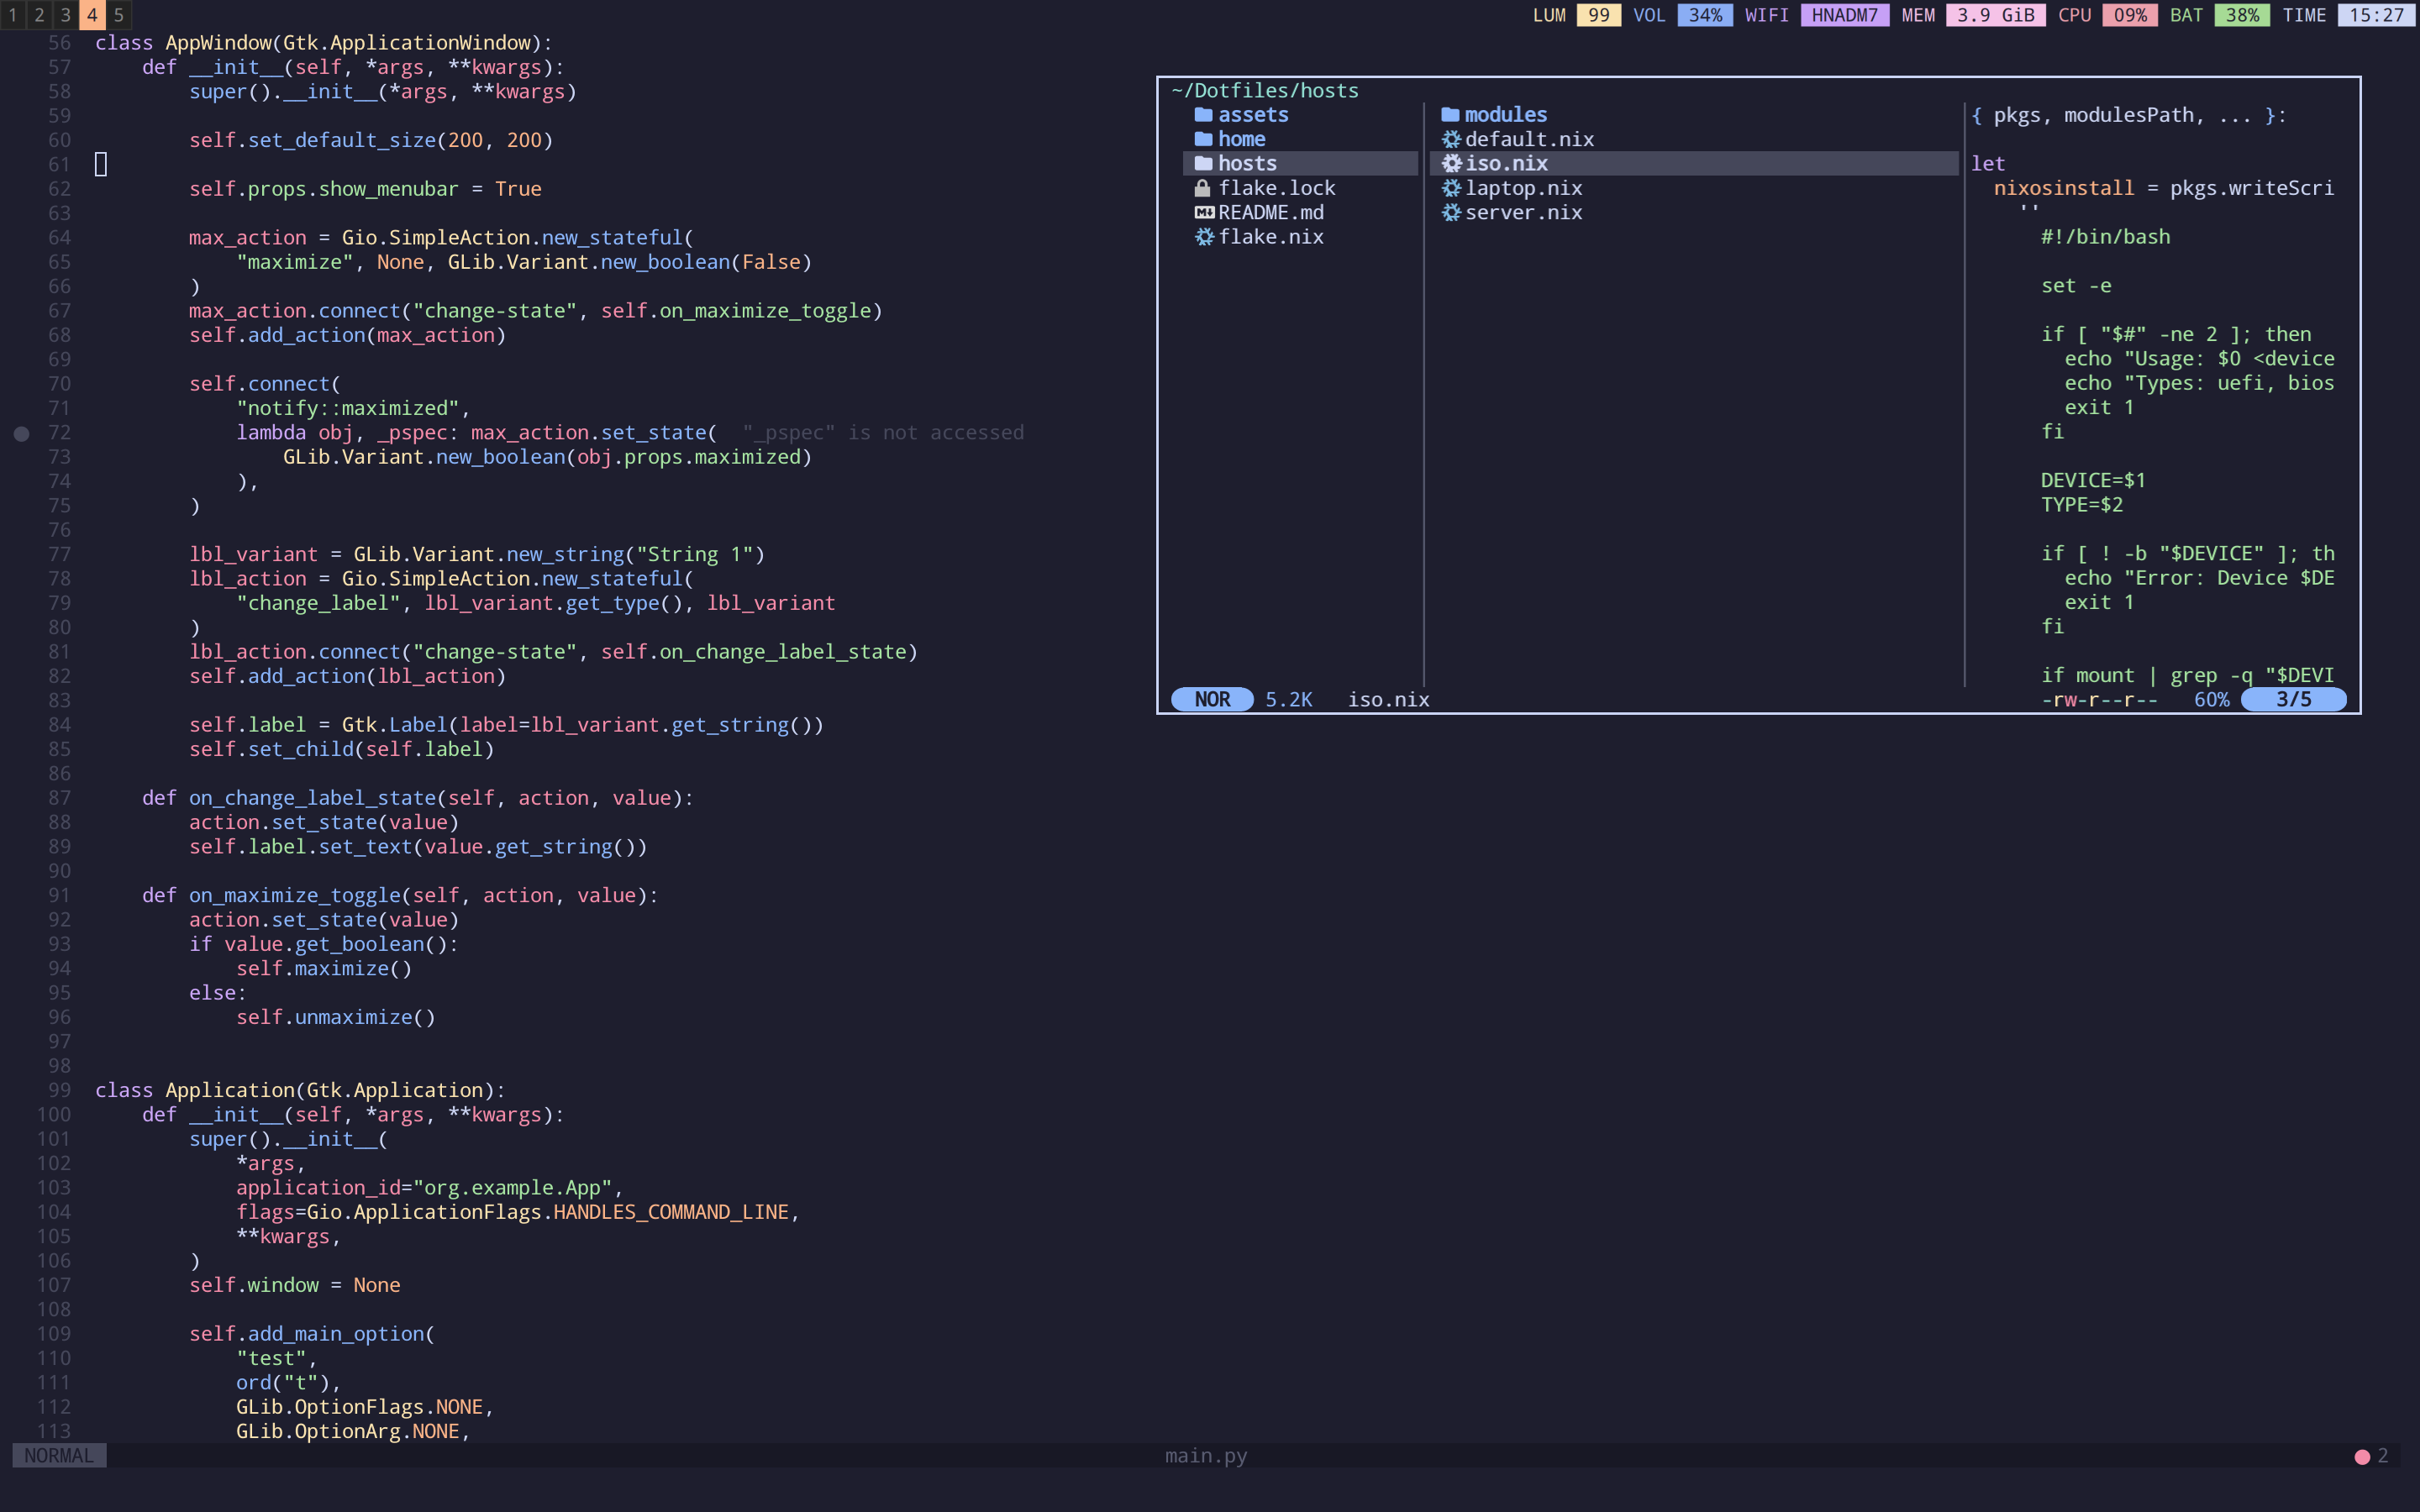 1 2 3 4 5
LUM 99 VOL 34% WIFI HNADM7 MEM 3.9 GiB CPU 09% BAT 38% TIME 15:27
56 class AppWindow(Gtk.ApplicationWindow):
57     def __init__(self, *args, **kwargs):
58         super().__init__(*args, **kwargs)
59
60         self.set_default_size(200, 200)
61
62         self.props.show_menubar = True
63
64         max_action = Gio.SimpleAction.new_stateful(
65             "maximize", None, GLib.Variant.new_boolean(False)
66         )
67         max_action.connect("change-state", self.on_maximize_toggle)
68         self.add_action(max_action)
69
70         self.connect(
71             "notify::maximized",
72             lambda obj, _pspec: max_action.set_state(  "_pspec" is not accessed
73                 GLib.Variant.new_boolean(obj.props.maximized)
74             ),
75         )
76
77         lbl_variant = GLib.Variant.new_string("String 1")
78         lbl_action = Gio.SimpleAction.new_stateful(
79             "change_label", lbl_variant.get_type(), lbl_variant
80         )
81         lbl_action.connect("change-state", self.on_change_label_state)
82         self.add_action(lbl_action)
83
84         self.label = Gtk.Label(label=lbl_variant.get_string())
85         self.set_child(self.label)
86
87     def on_change_label_state(self, action, value):
88         action.set_state(value)
89         self.label.set_text(value.get_string())
90
91     def on_maximize_toggle(self, action, value):
92         action.set_state(value)
93         if value.get_boolean():
94             self.maximize()
95         else:
96             self.unmaximize()
97
98
99 class Application(Gtk.Application):
100     def __init__(self, *args, **kwargs):
101         super().__init__(
102             *args,
103             application_id="org.example.App",
104             flags=Gio.ApplicationFlags.HANDLES_COMMAND_LINE,
105             **kwargs,
106         )
107         self.window = None
108
109         self.add_main_option(
110             "test",
111             ord("t"),
112             GLib.OptionFlags.NONE,
113             GLib.OptionArg.NONE,
NORMAL main.py 2
~/Dotfiles/hosts
assets
home
hosts
flake.lock
README.md
flake.nix
modules
default.nix
iso.nix
laptop.nix
server.nix
{ pkgs, modulesPath, ... }:
let
  nixosinstall = pkgs.writeScri
    ''
      #!/bin/bash
      set -e
      if [ "$#" -ne 2 ]; then
        echo "Usage: $0 <device
        echo "Types: uefi, bios
        exit 1
      fi
      DEVICE=$1
      TYPE=$2
      if [ ! -b "$DEVICE" ]; th
        echo "Error: Device $DE
        exit 1
      fi
      if mount | grep -q "$DEVI
NOR 5.2K iso.nix -rw-r--r-- 60% 3/5